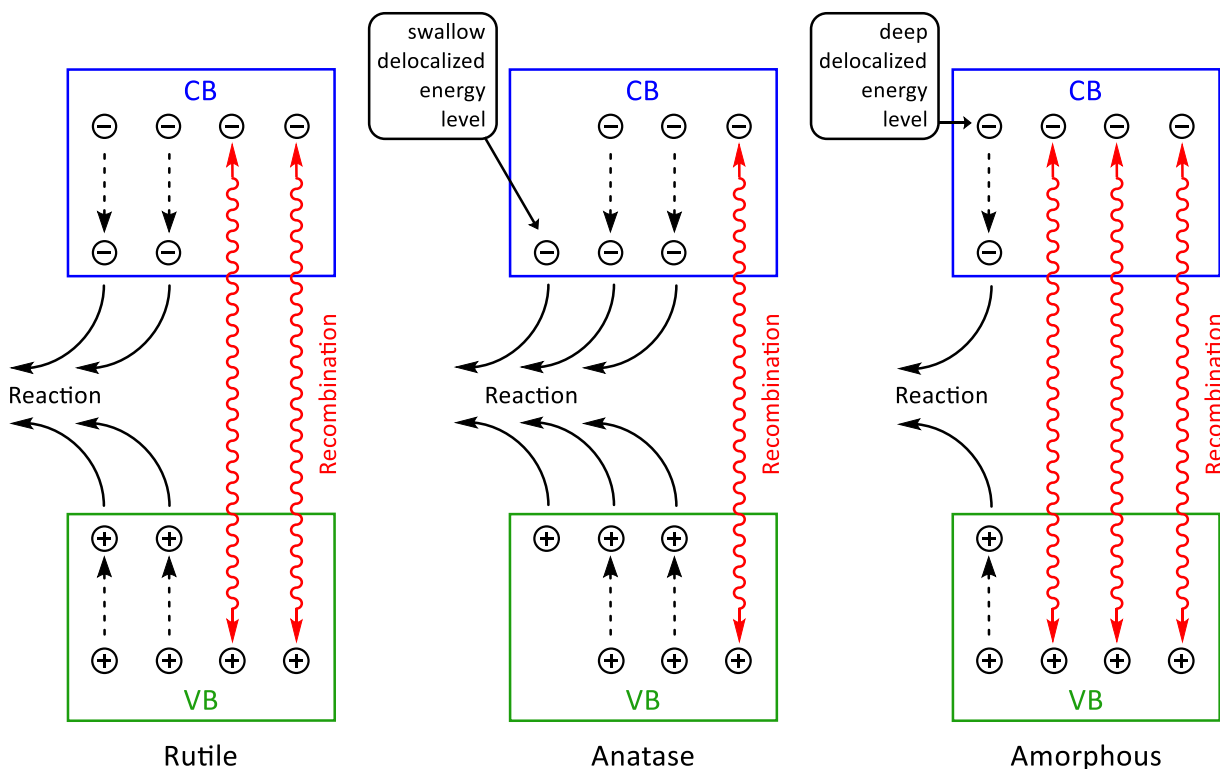 CB
Reaction
Recombination
VB
Rutile
swallow
delocalized
energy
level
CB
Reaction
Recombination
VB
Anatase
deep
delocalized
energy
level
CB
Reaction
Recombination
VB
Amorphous